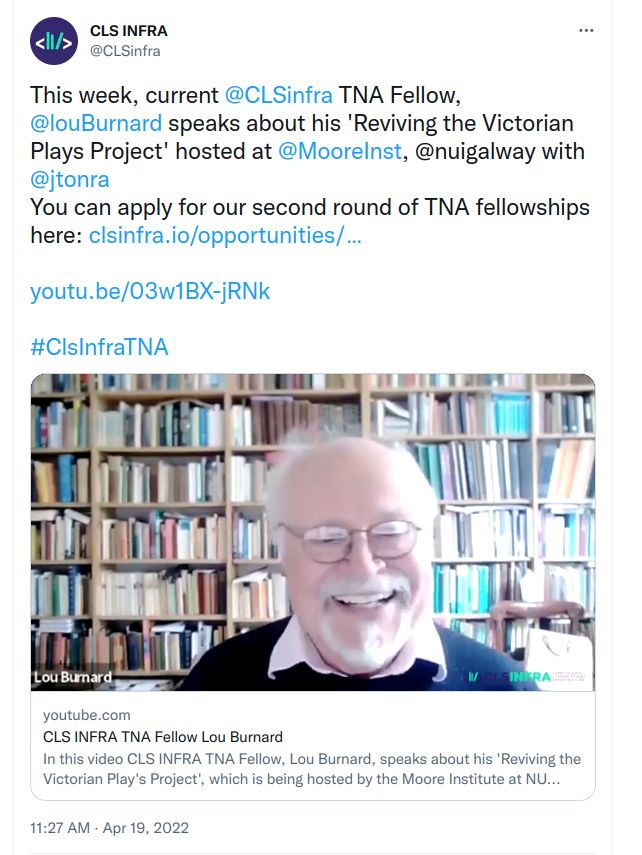 CLS INFRA
@CLSinfra
This week, current @CLSinfra TNA Fellow,
@louBurnard speaks about his 'Reviving the Victorian
Plays Project' hosted at @MooreInst, @nuigalway with
@jtonra
You can apply for our second round of TNA fellowships
here: clsinfra.io/opportunities/…
youtu.be/03w1BX-jRNk
#ClsInfraTNA
Lou Burnard
CLS INFRA
youtube.com
CLS INFRA TNA Fellow Lou Burnard
In this video CLS INFRA TNA Fellow, Lou Burnard, speaks about his 'Reviving the
Victorian Play's Project', which is being hosted by the Moore Institute at NU…
11:27 AM · Apr 19, 2022